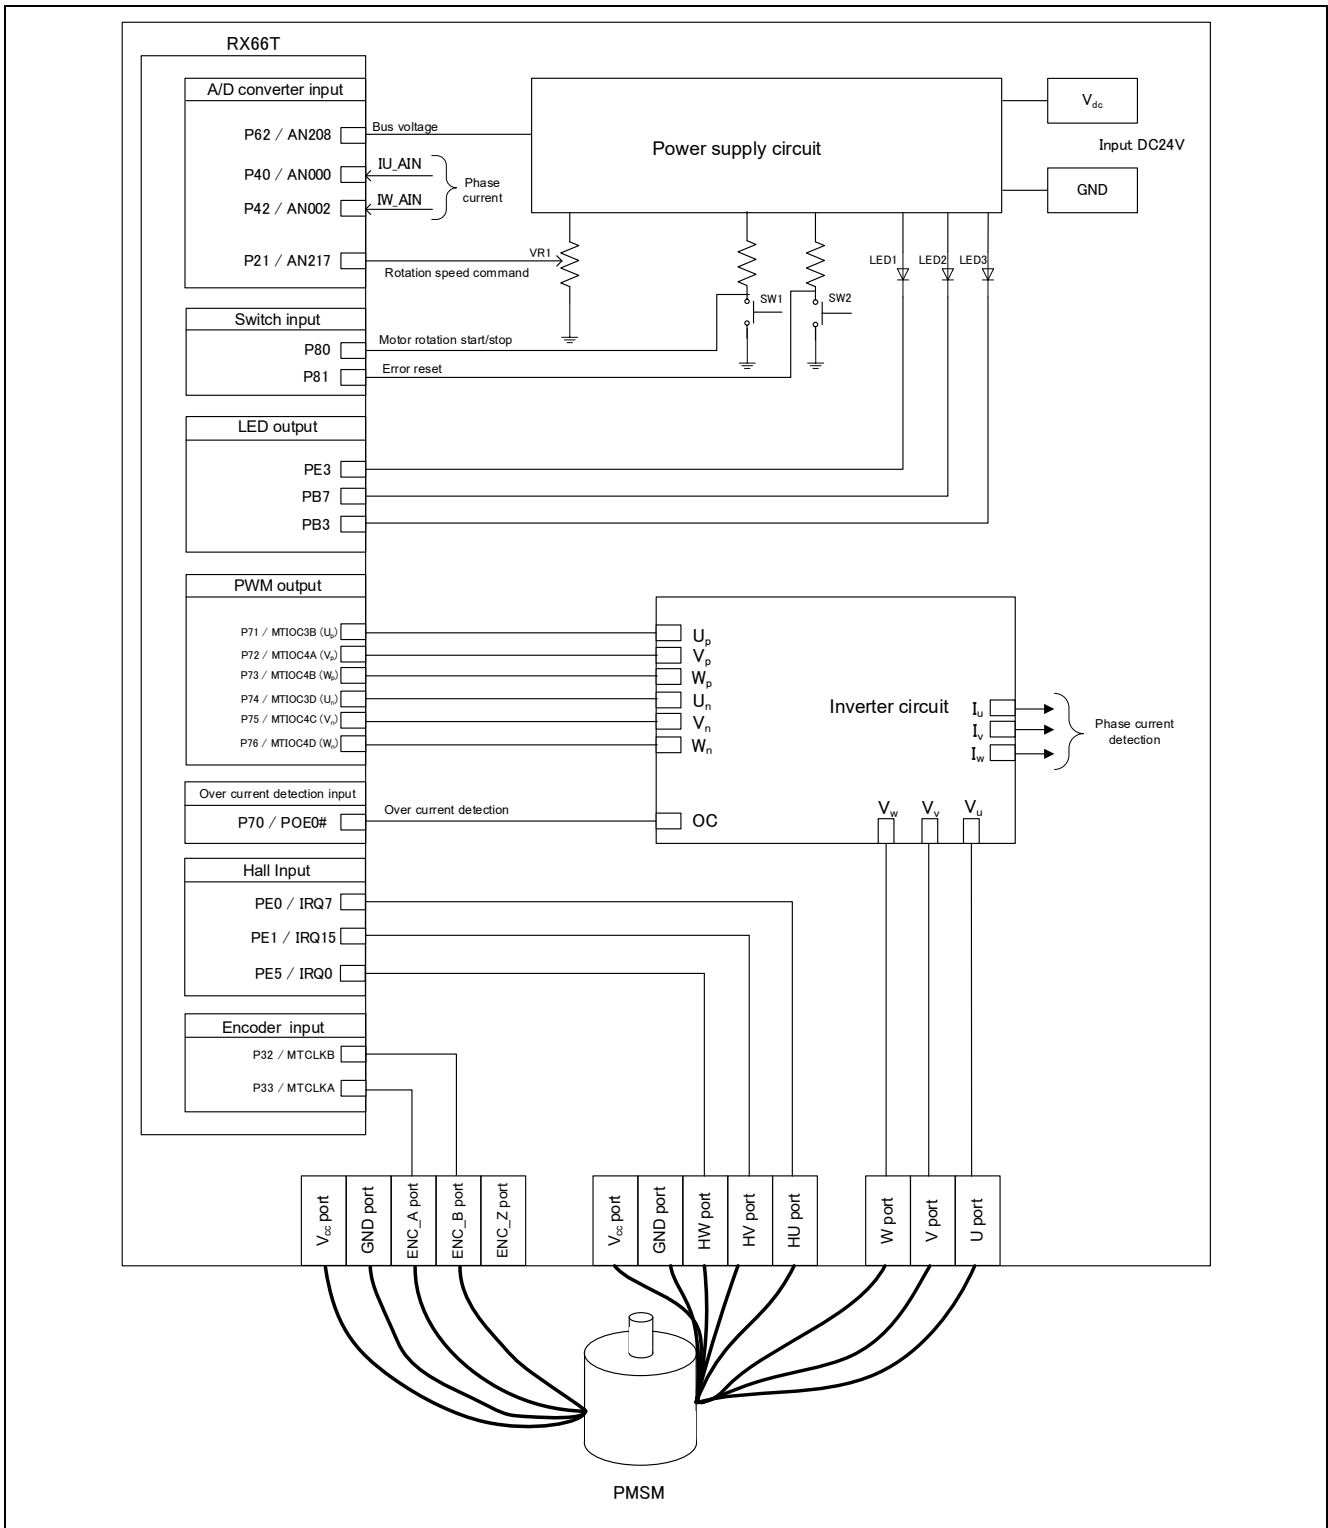 RX66T
A/D converter input
P62 / AN208
Bus voltage
P40 / AN000
IU_AIN
P42 / AN002
IW_AIN
Phase
current
P21 / AN217
Rotation speed command
VR1
Power supply circuit
Vdc
Input DC24V
GND
SW1
SW2
LED1
LED2
LED3
Switch input
P80
Motor rotation start/stop
P81
Error reset
LED output
PE3
PB7
PB3
PWM output
P71 / MTIOC3B (Up)
P72 / MTIOC4A (Vp)
P73 / MTIOC4B (Wp)
P74 / MTIOC3D (Un)
P75 / MTIOC4C (Vn)
P76 / MTIOC4D (Wn)
Up
Vp
Wp
Un
Vn
Wn
Inverter circuit
Iu
Iv
Iw
Phase current
detection
Over current detection input
P70 / POE0#
Over current detection
OC
Vw
Vv
Vu
Hall Input
PE0 / IRQ7
PE1 / IRQ15
PE5 / IRQ0
Encoder input
P32 / MTCLKB
P33 / MTCLKA
Vcc port
GND port
ENC_A port
ENC_B port
ENC_Z port
Vcc port
GND port
HW port
HV port
HU port
W port
V port
U port
PMSM